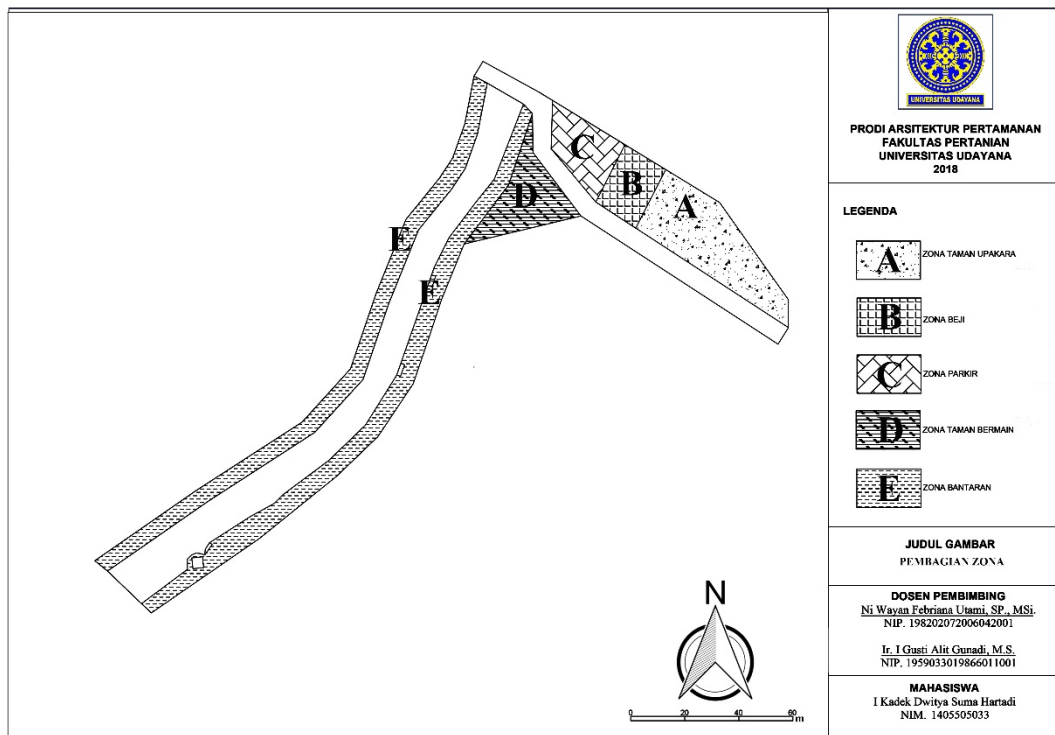 C
B
A
D
E
E
N
0 20 40 60
m
UNIVERSITAS UDAYANA
PRODI ARSITEKTUR PERTAMANAN
FAKULTAS PERTANIAN
UNIVERSITAS UDAYANA
2018
LEGENDA
A ZONA TAMAN UPAKARA
B ZONA BEJI
C ZONA PARKIR
D ZONA TAMAN BERMAIN
E ZONA BANTARAN
JUDUL GAMBAR
PEMBAGIAN ZONA
DOSEN PEMBIMBING
Ni Wayan Febriana Utami, SP., MSi.
NIP. 198202072006042001
Ir. I Gusti Alit Gunadi, M.S.
NIP. 1959033019866011001
MAHASISWA
I Kadek Dwitya Suma Hartadi
NIM. 1405505033